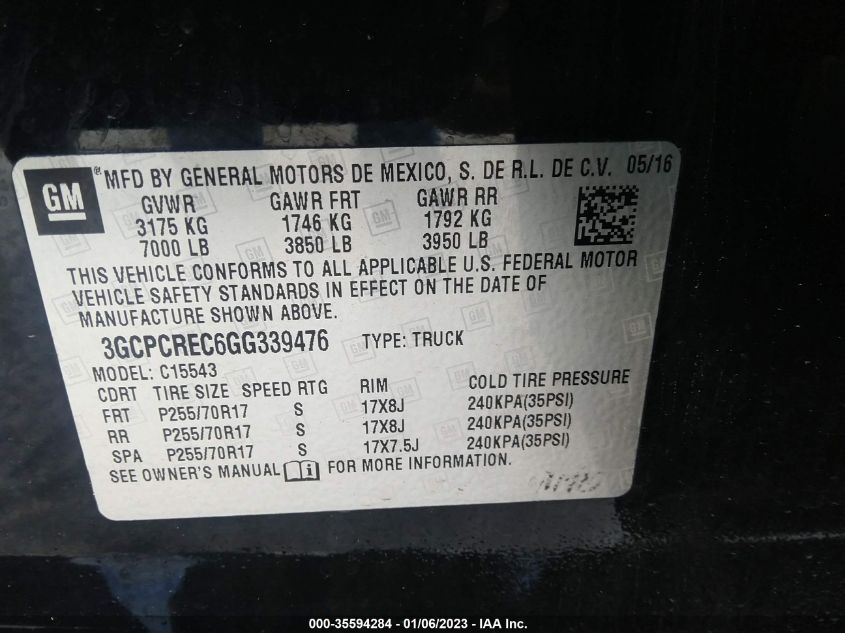 GM ® MFD BY GENERAL MOTORS DE MEXICO, S. DE R.L. DE C.V. 05/16
GVWR GAWR FRT GAWR RR
3175 KG 1746 KG 1792 KG
7000 LB 3850 LB 3950 LB
THIS VEHICLE CONFORMS TO ALL APPLICABLE U.S. FEDERAL MOTOR
VEHICLE SAFETY STANDARDS IN EFFECT ON THE DATE OF
MANUFACTURE SHOWN ABOVE.
3GCPCREC6GG339476 TYPE: TRUCK
MODEL: C15543
CDRT TIRE SIZE SPEED RTG RIM COLD TIRE PRESSURE
FRT P255/70R17 S 17X8J 240KPA(35PSI)
RR P255/70R17 S 17X8J 240KPA(35PSI)
SPA P255/70R17 S 17X7.5J 240KPA(35PSI)
SEE OWNER'S MANUAL FOR MORE INFORMATION.
000-35594284 - 01/06/2023 - IAA Inc.